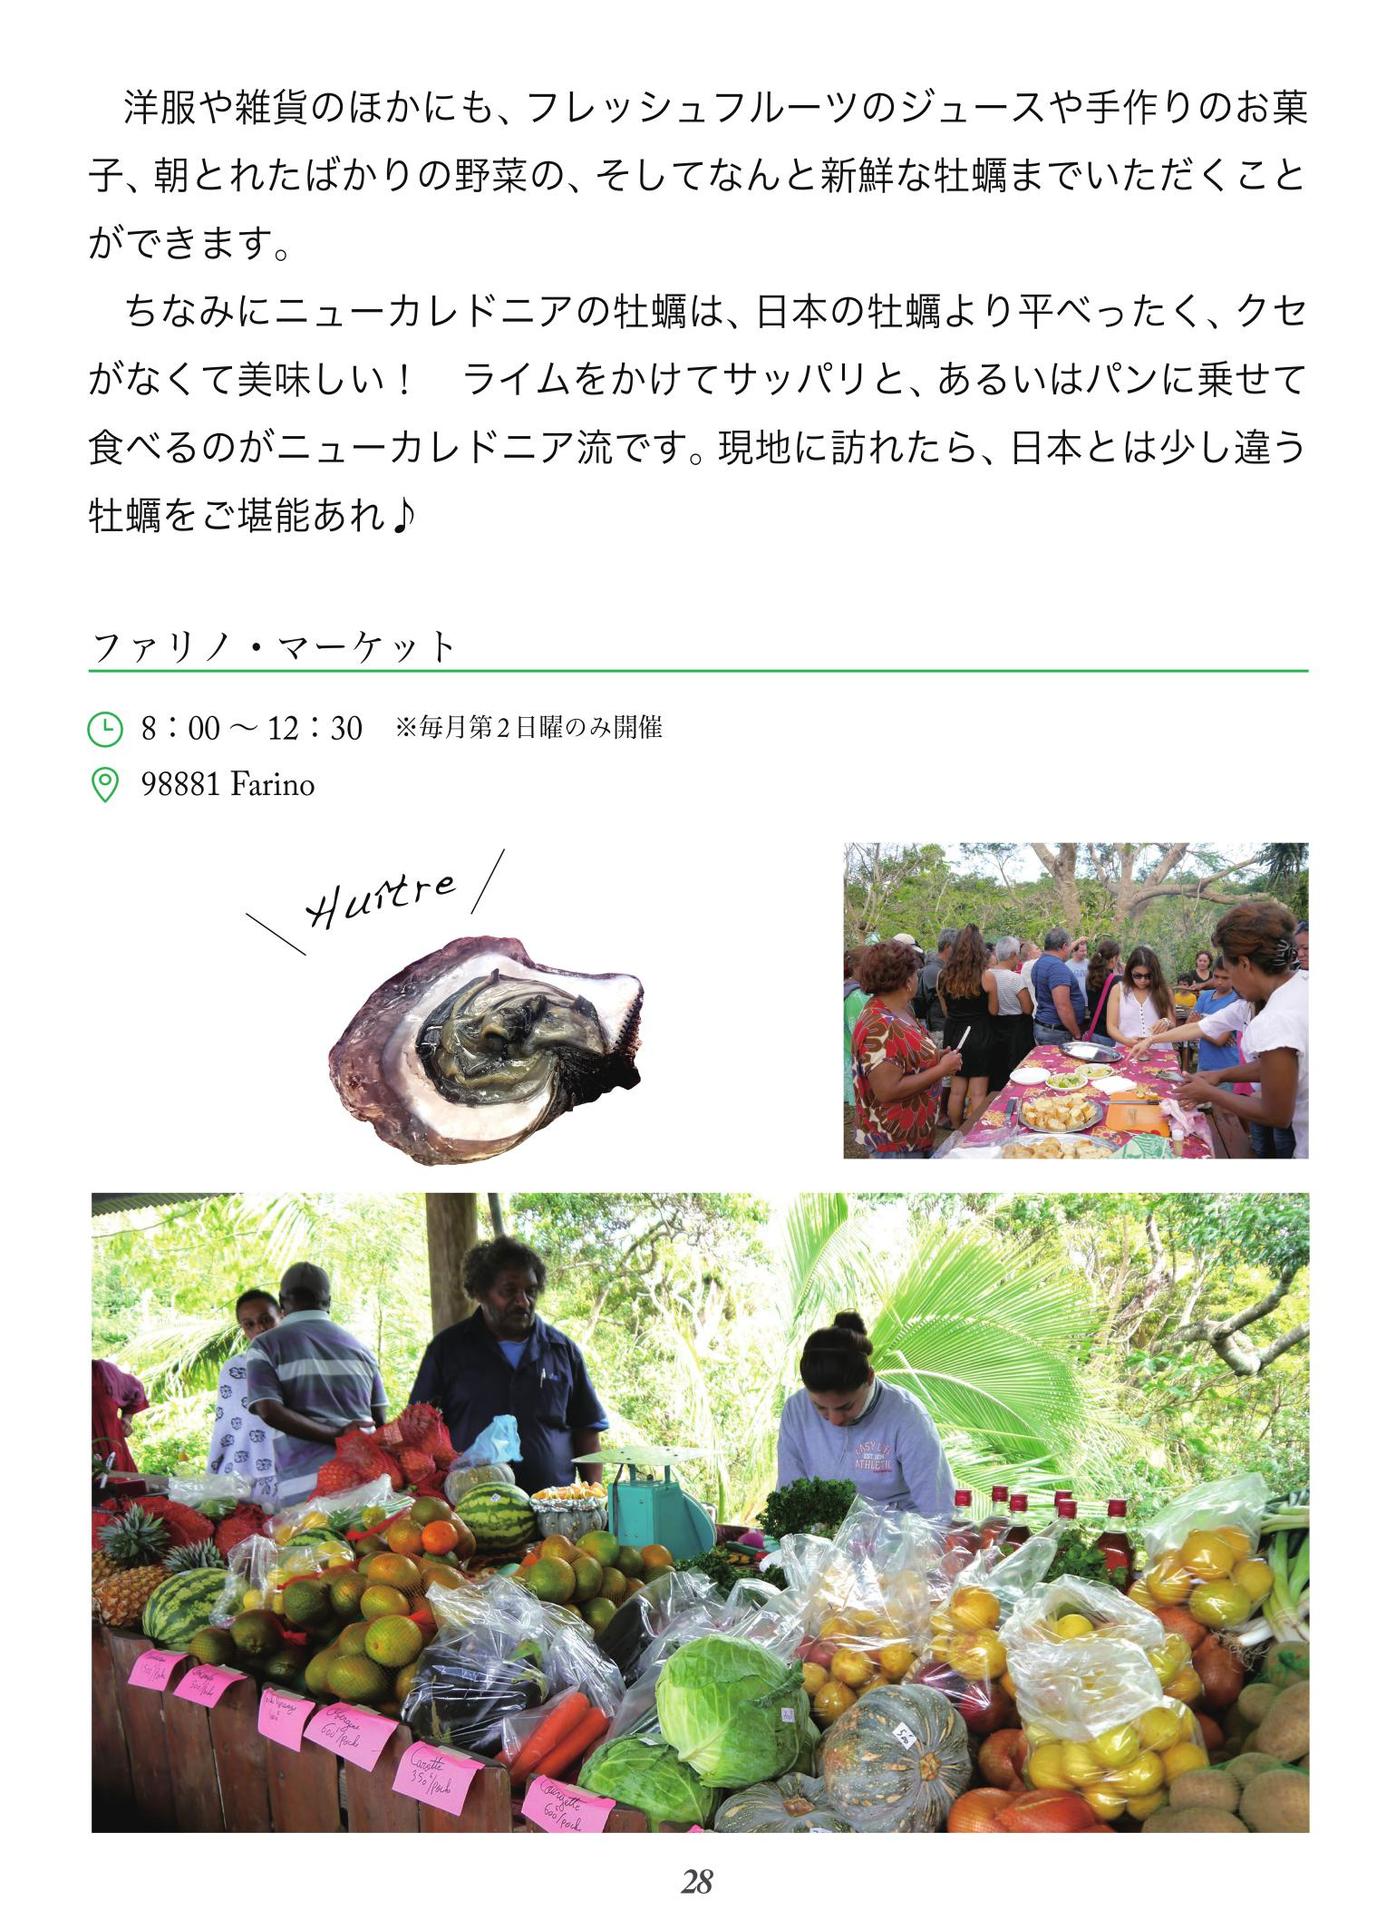 洋服や雑貨のほかにも、フレッシュフルーツのジュースや手作りのお菓
子、朝とれたばかりの野菜の、そしてなんと新鮮な牡蠣までいただくこと
ができます。
　ちなみにニューカレドニアの牡蠣は、日本の牡蠣より平べったく、クセ
がなくて美味しい！　ライムをかけてサッパリと、あるいはパンに乗せて
食べるのがニューカレドニア流です。現地に訪れたら、日本とは少し違う
牡蠣をご堪能あれ♪
ファリノ・マーケット
8：00 〜 12：30　※毎月第2日曜のみ開催
98881 Farino
Huître
ATHLETIC
500
Aubergine
600/pack
Carotte
350/pack
Courgette
600/pack
28